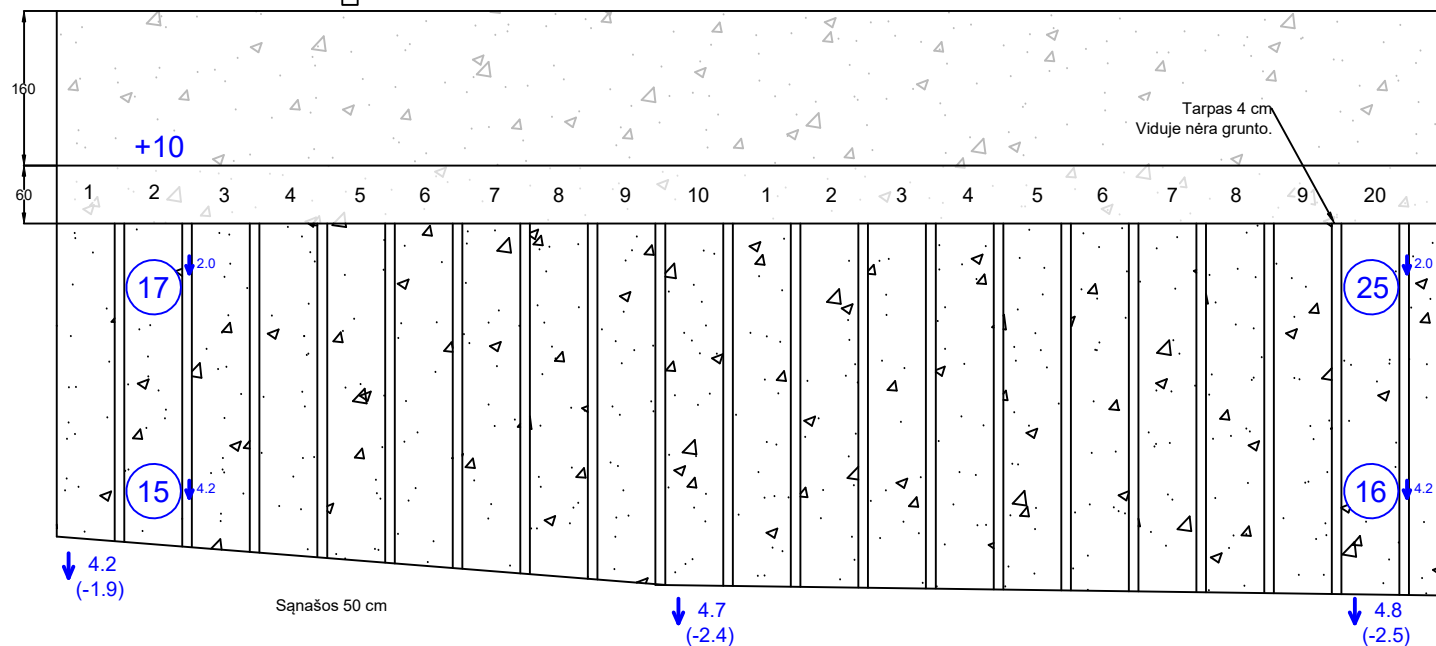 160
Tarpas 4 cm
Viduje nėra grunto.
+10
60
1 2 3 4 5 6 7 8 9 10 1 2 3 4 5 6 7 8 9 20
17 2.0 25 2.0
15 4.2 16 4.2
4.2
(-1.9)
Sąnašos 50 cm
4.7
(-2.4)
4.8
(-2.5)